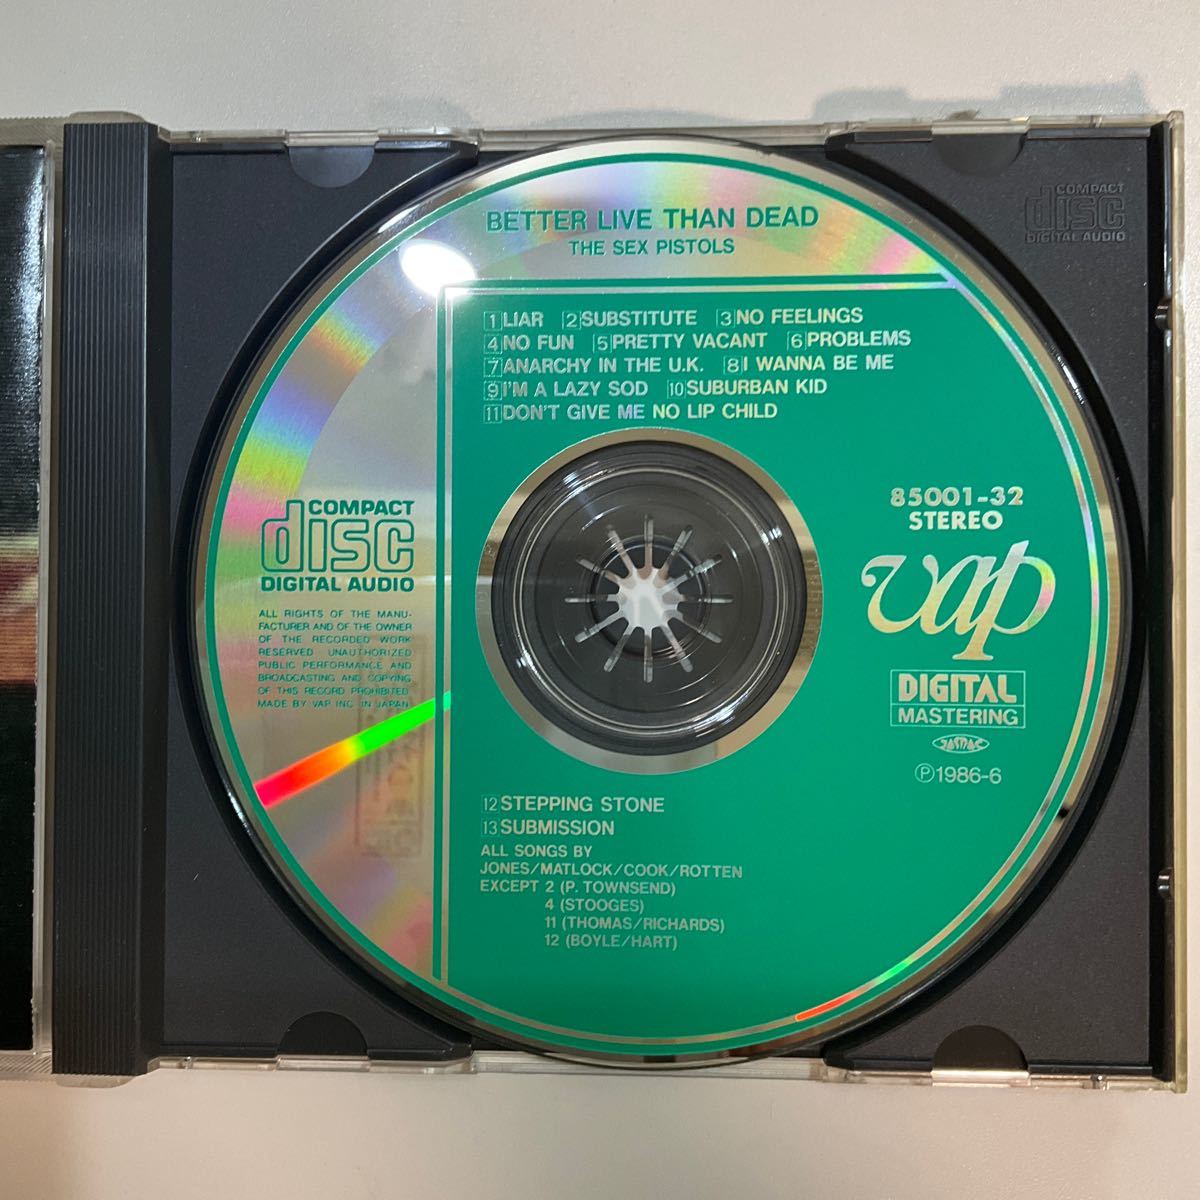 BETTER LIVE THAN DEAD
THE SEX PISTOLS
1 LIAR 2 SUBSTITUTE 3 NO FEELINGS
4 NO FUN 5 PRETTY VACANT 6 PROBLEMS
7 ANARCHY IN THE U.K. 8 I WANNA BE ME
9 I'M A LAZY SOD 10 SUBURBAN KID
11 DON'T GIVE ME NO LIP CHILD
COMPACT
disc
DIGITAL AUDIO
ALL RIGHTS OF THE MANU-
FACTURER AND OF THE OWNER
OF THE RECORDED WORK
RESERVED UNAUTHORIZED
PUBLIC PERFORMANCE AND
BROADCASTING AND COPYING
OF THIS RECORD PROHIBITED
MADE BY VAP INC. IN JAPAN
85001-32
STEREO
vap
DIGITAL
MASTERING
JASRAC
Ⓟ1986-6
12 STEPPING STONE
13 SUBMISSION
ALL SONGS BY
JONES/MATLOCK/COOK/ROTTEN
EXCEPT 2 (P. TOWNSEND)
4 (STOOGES)
11 (THOMAS/RICHARDS)
12 (BOYLE/HART)
COMPACT
disc
DIGITAL AUDIO